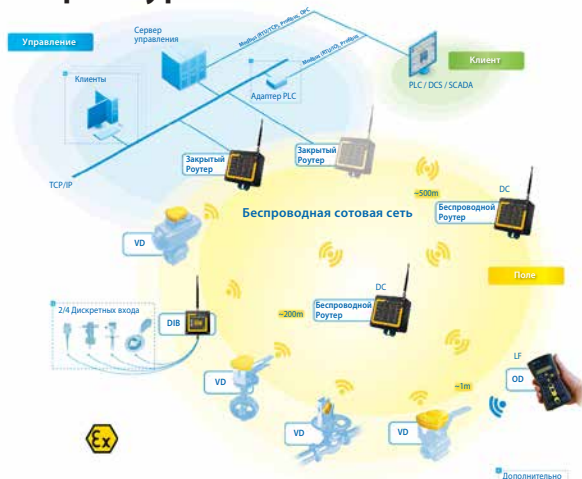 Управление
Сервер
управления
Modbus (RTU/TCP), Profibus, OPC
Modbus (RTU/IO), Profibus
Клиент
PLC / DCS / SCADA
Клиенты
Адаптер PLC
TCP/IP
Закрытый
Роутер
Закрытый
Роутер
~500m
DC
Беспроводной
Роутер
Беспроводная сотовая сеть
VD
Поле
DC
Беспроводной
Роутер
~200m
2/4 Дискретных входа
DIB
VD
VD
VD
~1m
LF
OD
Ex
Дополнительно